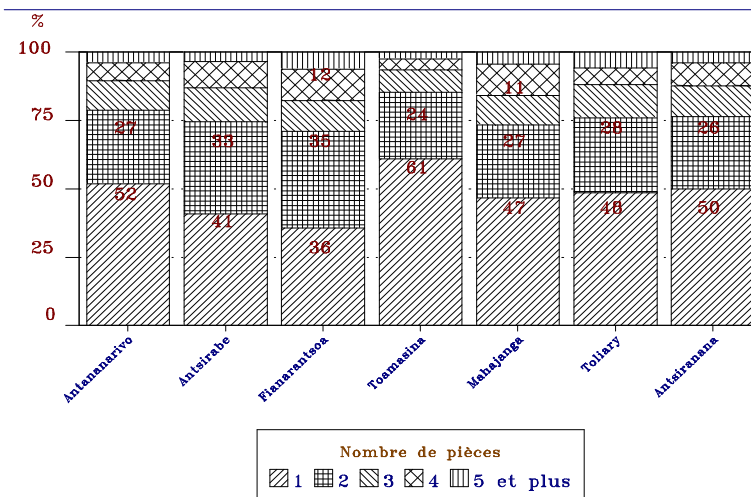 %
100
12
11
75
27 33 35 24 27 28 26
61
50
52 41 36 47 48 50
25
0
Antananarivo Antsirabe Fianarantsoa Toamasina Mahajanga Toliary Antsiranana
Nombre de pièces
1 2 3 4 5 et plus